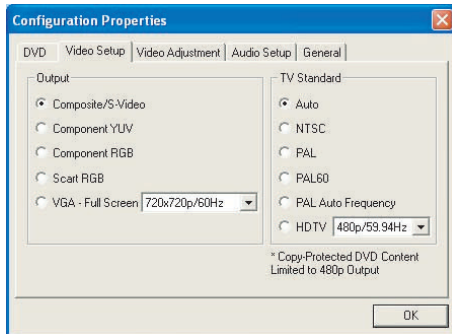 Configuration Properties
DVD
Video Setup
Video Adjustment
Audio Setup
General
Output
Composite/S-Video
Component YUV
Component RGB
Scart RGB
VGA - Full Screen
720x720p/60Hz
TV Standard
Auto
NTSC
PAL
PAL60
PAL Auto Frequency
HDTV
480p/59.94Hz
* Copy-Protected DVD Content
Limited to 480p Output
OK